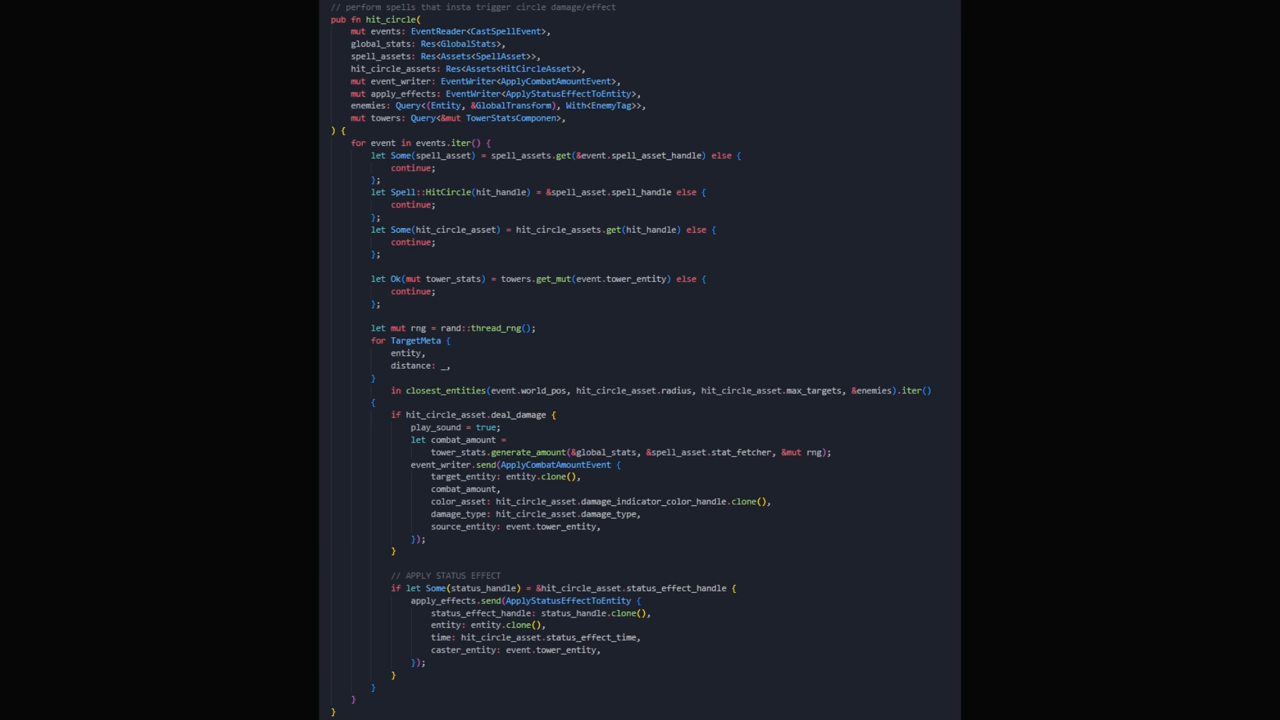 // perform spells that insta trigger circle damage/effect
pub fn hit_circle(
    mut events: EventReader<CastSpellEvent>,
    global_stats: Res<GlobalStats>,
    spell_assets: Res<Assets<SpellAsset>>,
    hit_circle_assets: Res<Assets<HitCircleAsset>>,
    mut event_writer: EventWriter<ApplyCombatAmountEvent>,
    mut apply_effects: EventWriter<ApplyStatusEffectToEntity>,
    enemies: Query<(Entity, &GlobalTransform), With<EnemyTag>>,
    mut towers: Query<&mut TowerStatsComponen>,
) {
    for event in events.iter() {
        let Some(spell_asset) = spell_assets.get(&event.spell_asset_handle) else {
            continue;
        };
        let Spell::HitCircle(hit_handle) = &spell_asset.spell_handle else {
            continue;
        };
        let Some(hit_circle_asset) = hit_circle_assets.get(hit_handle) else {
            continue;
        };

        let Ok(mut tower_stats) = towers.get_mut(event.tower_entity) else {
            continue;
        };

        let mut rng = rand::thread_rng();
        for TargetMeta {
            entity,
            distance: _,
        }
            in closest_entities(event.world_pos, hit_circle_asset.radius, hit_circle_asset.max_targets, &enemies).iter()
        {
            if hit_circle_asset.deal_damage {
                play_sound = true;
                let combat_amount =
                    tower_stats.generate_amount(&global_stats, &spell_asset.stat_fetcher, &mut rng);
                event_writer.send(ApplyCombatAmountEvent {
                    target_entity: entity.clone(),
                    combat_amount,
                    color_asset: hit_circle_asset.damage_indicator_color_handle.clone(),
                    damage_type: hit_circle_asset.damage_type,
                    source_entity: event.tower_entity,
                });
            }

            // APPLY STATUS EFFECT
            if let Some(status_handle) = &hit_circle_asset.status_effect_handle {
                apply_effects.send(ApplyStatusEffectToEntity {
                    status_effect_handle: status_handle.clone(),
                    entity: entity.clone(),
                    time: hit_circle_asset.status_effect_time,
                    caster_entity: event.tower_entity,
                });
            }
        }
    }
}